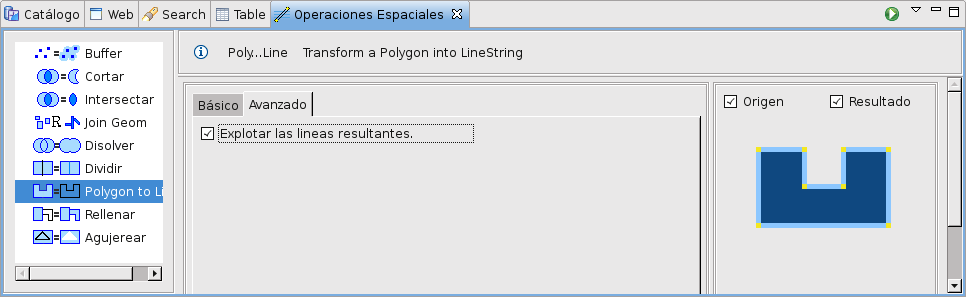 Catálogo Web Search Table Operaciones Espaciales
Poly...Line Transform a Polygon into LineString
Buffer
Cortar
Intersectar
R Join Geom
Disolver
Dividir
Polygon to Li
Rellenar
Agujerear
Básico Avanzado
Explotar las lineas resultantes.
Origen Resultado